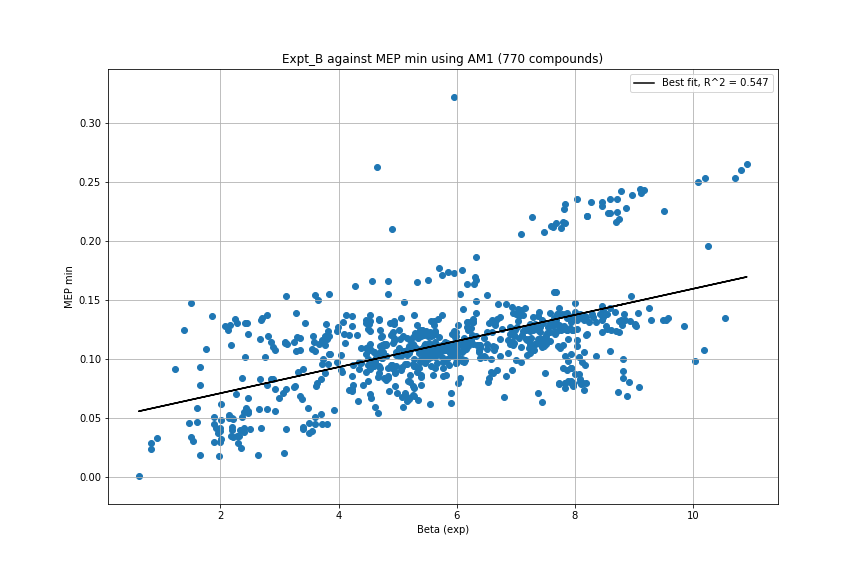 Expt_B against MEP min using AM1 (770 compounds)
Best fit, R^2 = 0.547
0.30
0.25
0.20
0.15
0.10
0.05
0.00
MEP min
2 4 6 8 10
Beta (exp)